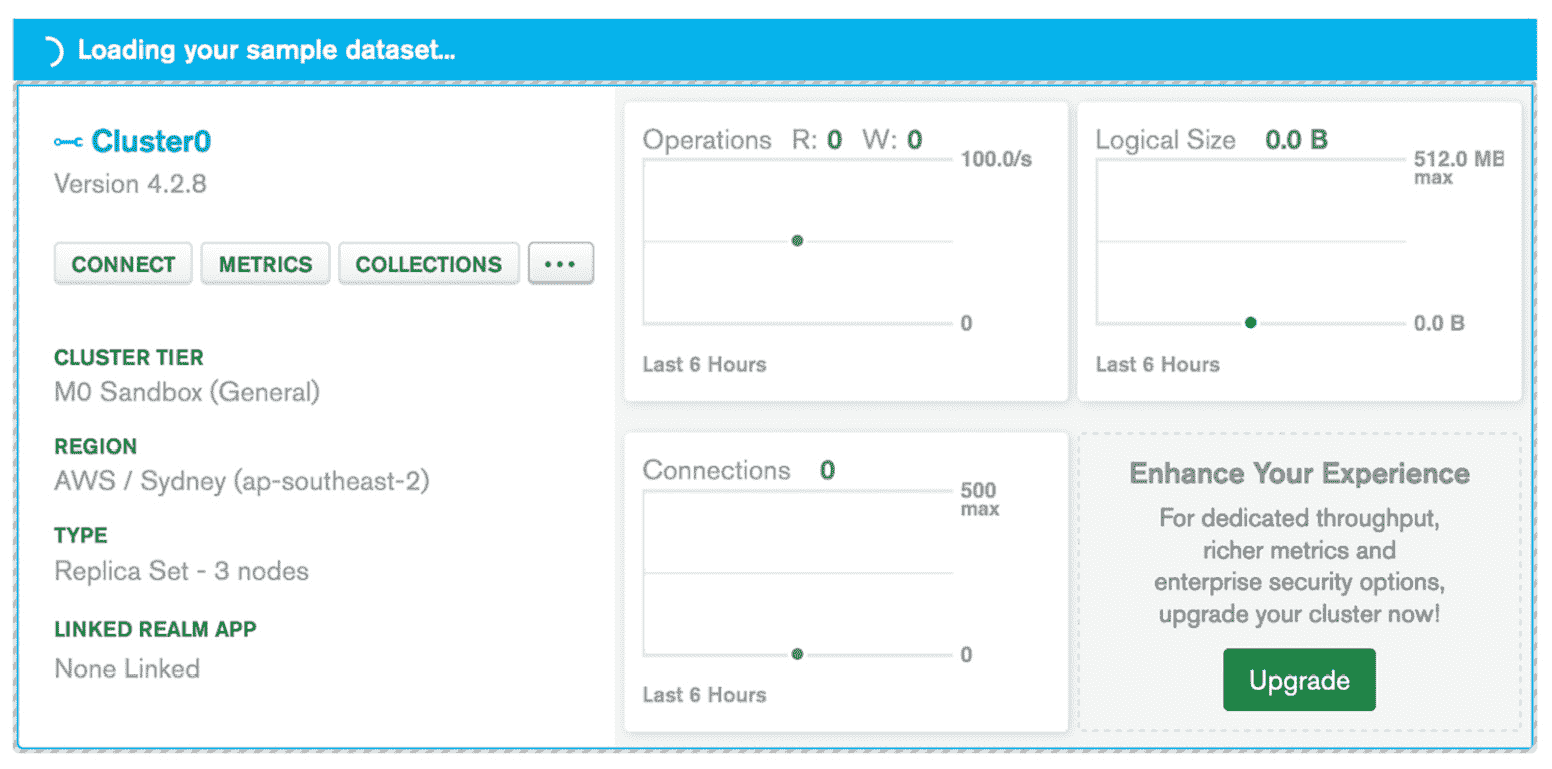 Loading your sample dataset...
Cluster0
Version 4.2.8
CONNECT
METRICS
COLLECTIONS
...
CLUSTER TIER
M0 Sandbox (General)
REGION
AWS / Sydney (ap-southeast-2)
TYPE
Replica Set - 3 nodes
LINKED REALM APP
None Linked
Operations R: 0 W: 0
100.0/s
0
Last 6 Hours
Logical Size 0.0 B
512.0 MB
max
0.0 B
Last 6 Hours
Connections 0
500
max
0
Last 6 Hours
Enhance Your Experience
For dedicated throughput,
richer metrics and
enterprise security options,
upgrade your cluster now!
Upgrade